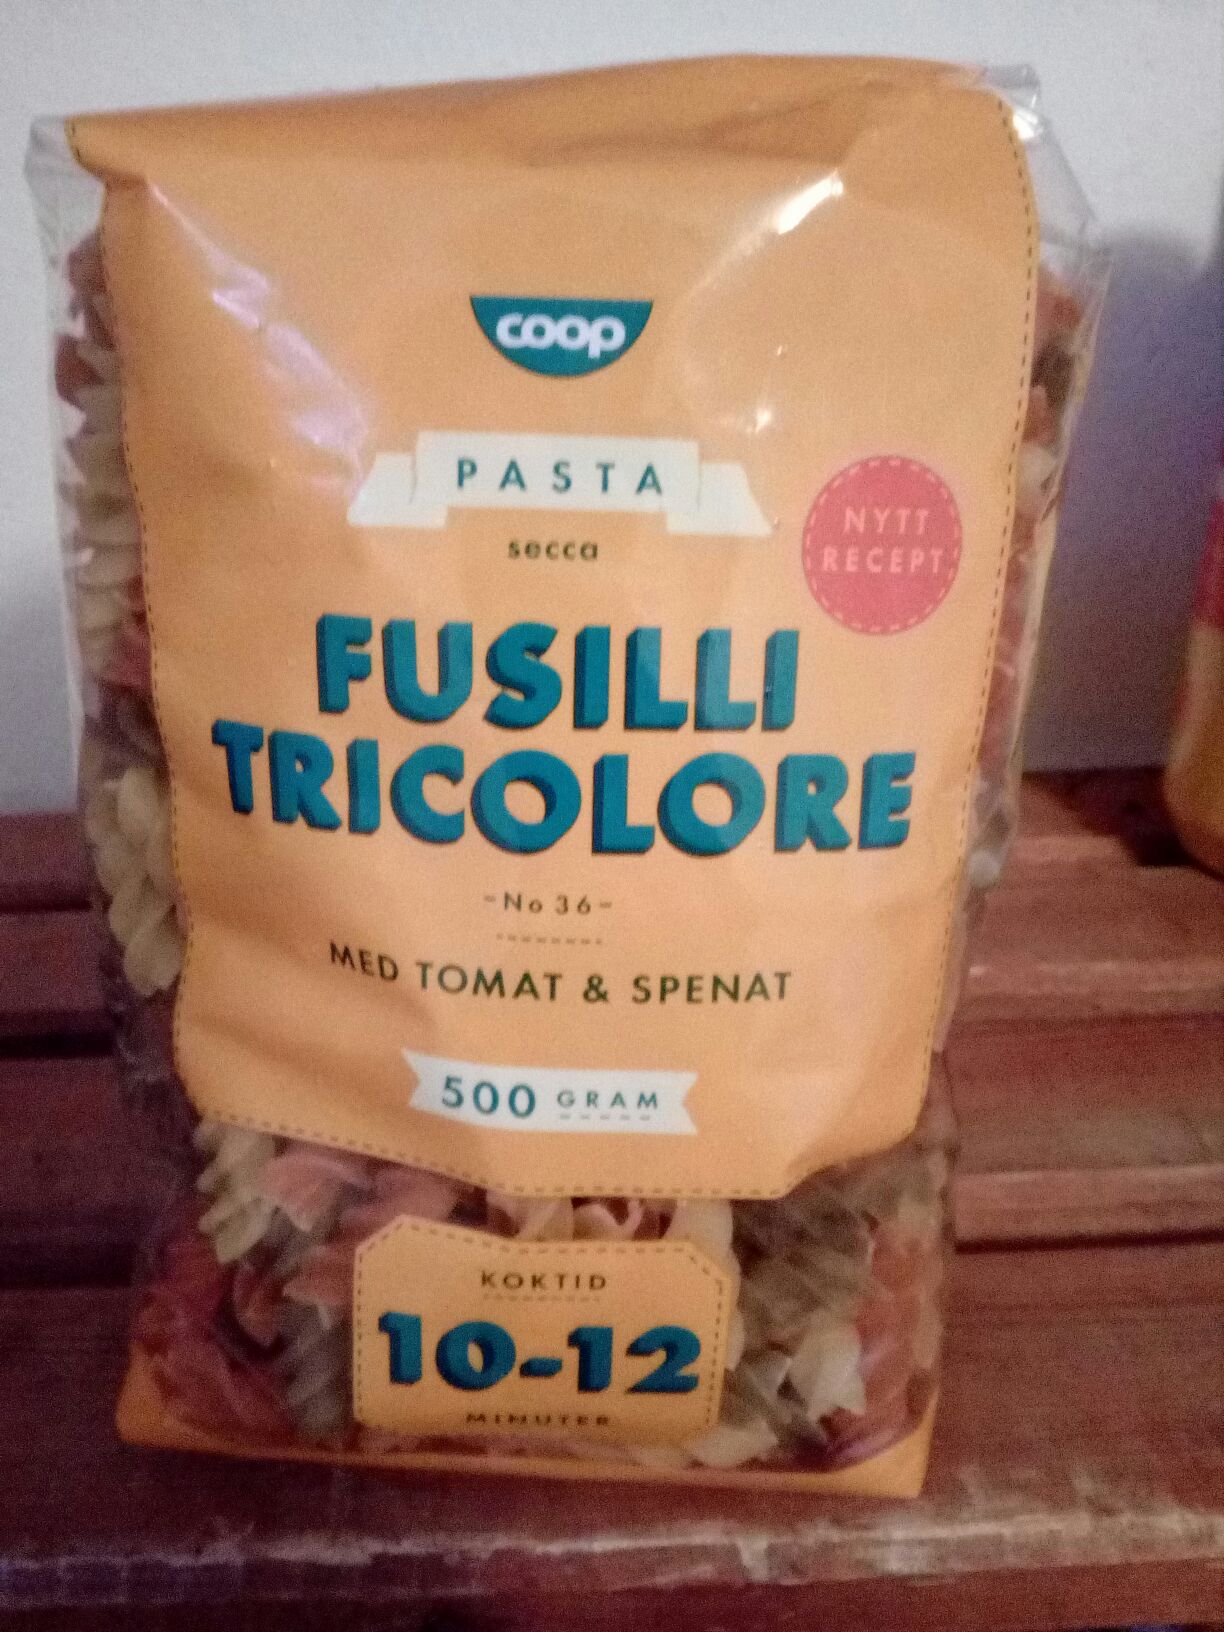 coop
PASTA
secca
NYTT
RECEPT
FUSILLI
TRICOLORE
-No 36-
MED TOMAT & SPENAT
500 GRAM
KOKTID
10-12
MINUTER